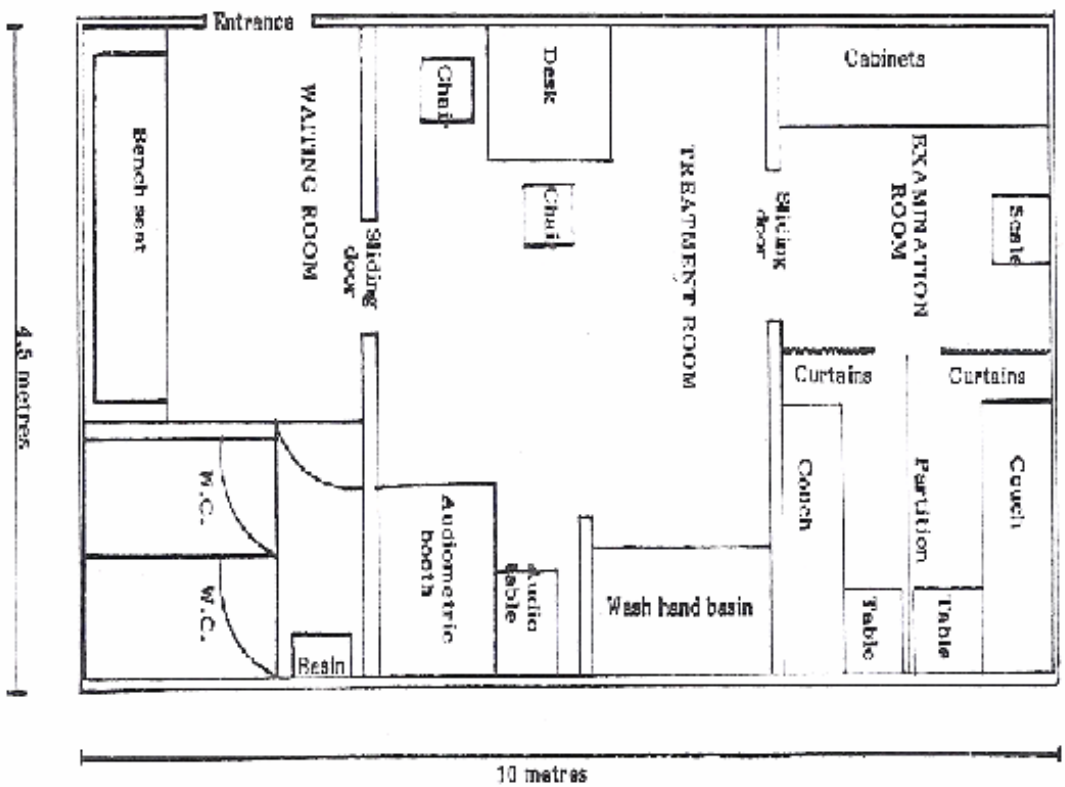 Entrance
Bench seat
WAITING ROOM
Sliding
door
Chair
Desk
Chair
TREATMENT ROOM
Sliding
door
Cabinets
EXAMINATION
ROOM
Scale
Curtains
Curtains
Couch
Partition
Couch
Table
Table
W.C.
W.C.
Basin
Audiometric
booth
Audio
table
Wash hand basin
4.5 metres
10 metres